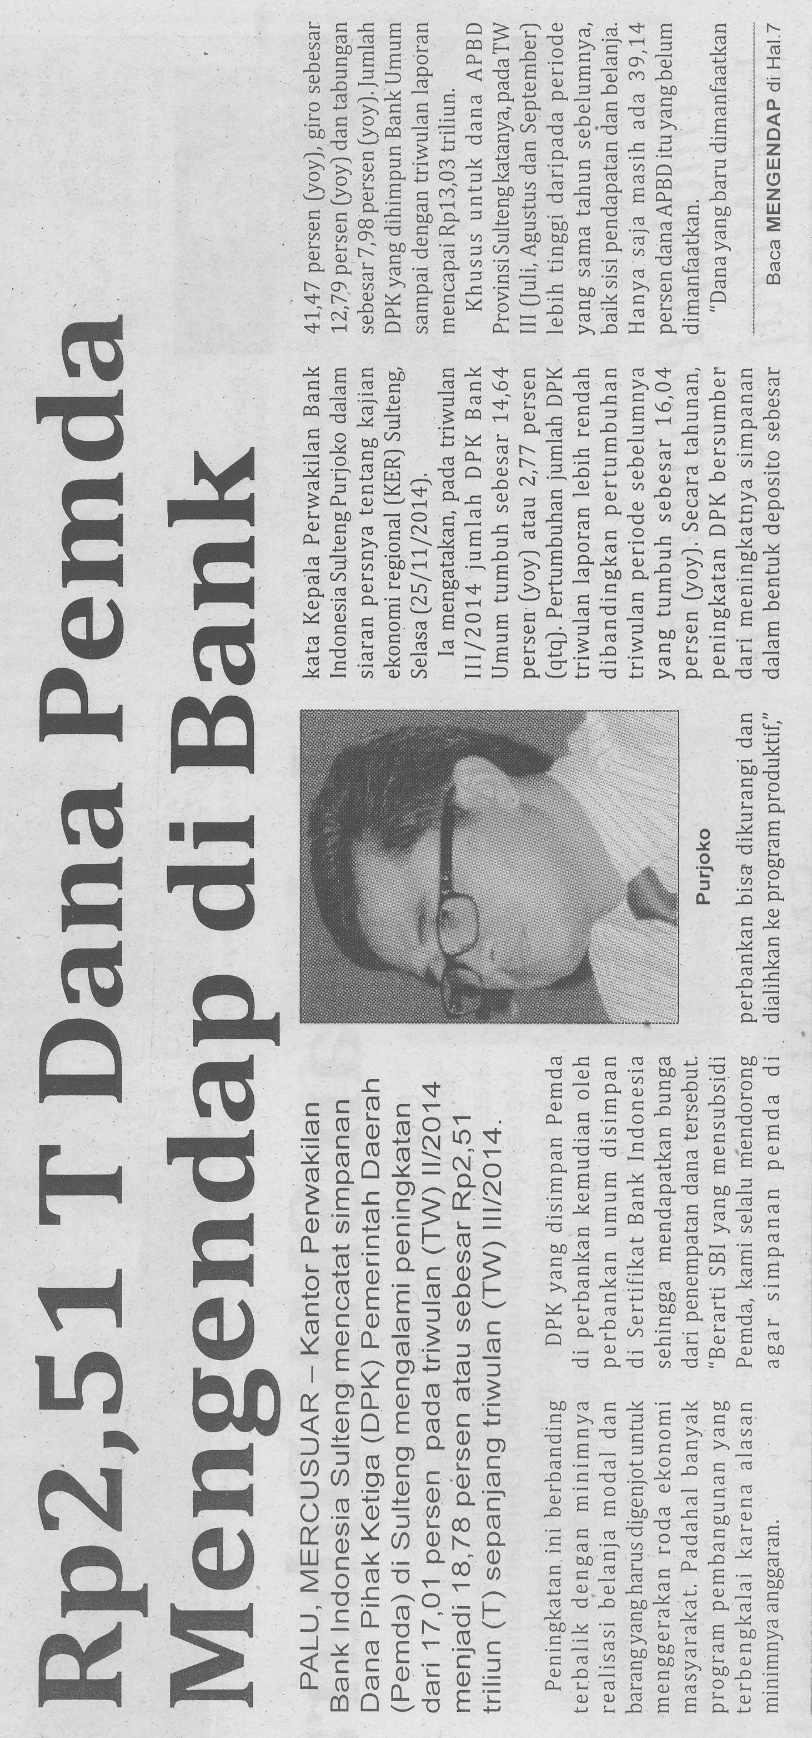 Rp2,51 T Dana Pemda
Mengendap di Bank
PALU, MERCUSUAR – Kantor Perwakilan
Bank Indonesia Sulteng mencatat simpanan
Dana Pihak Ketiga (DPK) Pemerintah Daerah
(Pemda) di Sulteng mengalami peningkatan
dari 17,01 persen pada triwulan (TW) II/2014
menjadi 18,78 persen atau sebesar Rp2,51
triliun (T) sepanjang triwulan (TW) III/2014.
Peningkatan ini berbanding
terbalik dengan minimnya
realisasi belanja modal dan
barang yang harus digenjot untuk
menggerakan roda ekonomi
masyarakat. Padahal banyak
program pembangunan yang
terbengkalai karena alasan
minimnya anggaran.
DPK yang disimpan Pemda
di perbankan kemudian oleh
perbankan umum disimpan
di Sertifikat Bank Indonesia
sehingga mendapatkan bunga
dari penempatan dana tersebut.
“Berarti SBI yang mensubsidi
Pemda, kami selalu mendorong
agar simpanan pemda di
Purjoko
perbankan bisa dikurangi dan
dialihkan ke program produktif,”
kata Kepala Perwakilan Bank
Indonesia Sulteng Purjoko dalam
siaran persnya tentang kajian
ekonomi regional (KER) Sulteng,
Selasa (25/11/2014).
Ia mengatakan, pada triwulan
III/2014 jumlah DPK Bank
Umum tumbuh sebesar 14,64
persen (yoy) atau 2,77 persen
(qtq). Pertumbuhan jumlah DPK
triwulan laporan lebih rendah
dibandingkan pertumbuhan
triwulan periode sebelumnya
yang tumbuh sebesar 16,04
persen (yoy). Secara tahunan,
peningkatan DPK bersumber
dari meningkatnya simpanan
dalam bentuk deposito sebesar
41,47 persen (yoy), giro sebesar
12,79 persen (yoy) dan tabungan
sebesar 7,98 persen (yoy). Jumlah
DPK yang dihimpun Bank Umum
sampai dengan triwulan laporan
mencapai Rp13,03 triliun.
Khusus untuk dana APBD
Provinsi Sulteng katanya, pada TW
III (Juli, Agustus dan September)
lebih tinggi daripada periode
yang sama tahun sebelumnya,
baik sisi pendapatan dan belanja.
Hanya saja masih ada 39,14
persen dana APBD itu yang belum
dimanfaatkan.
“Dana yang baru dimanfaatkan
Baca MENGENDAP di Hal.7